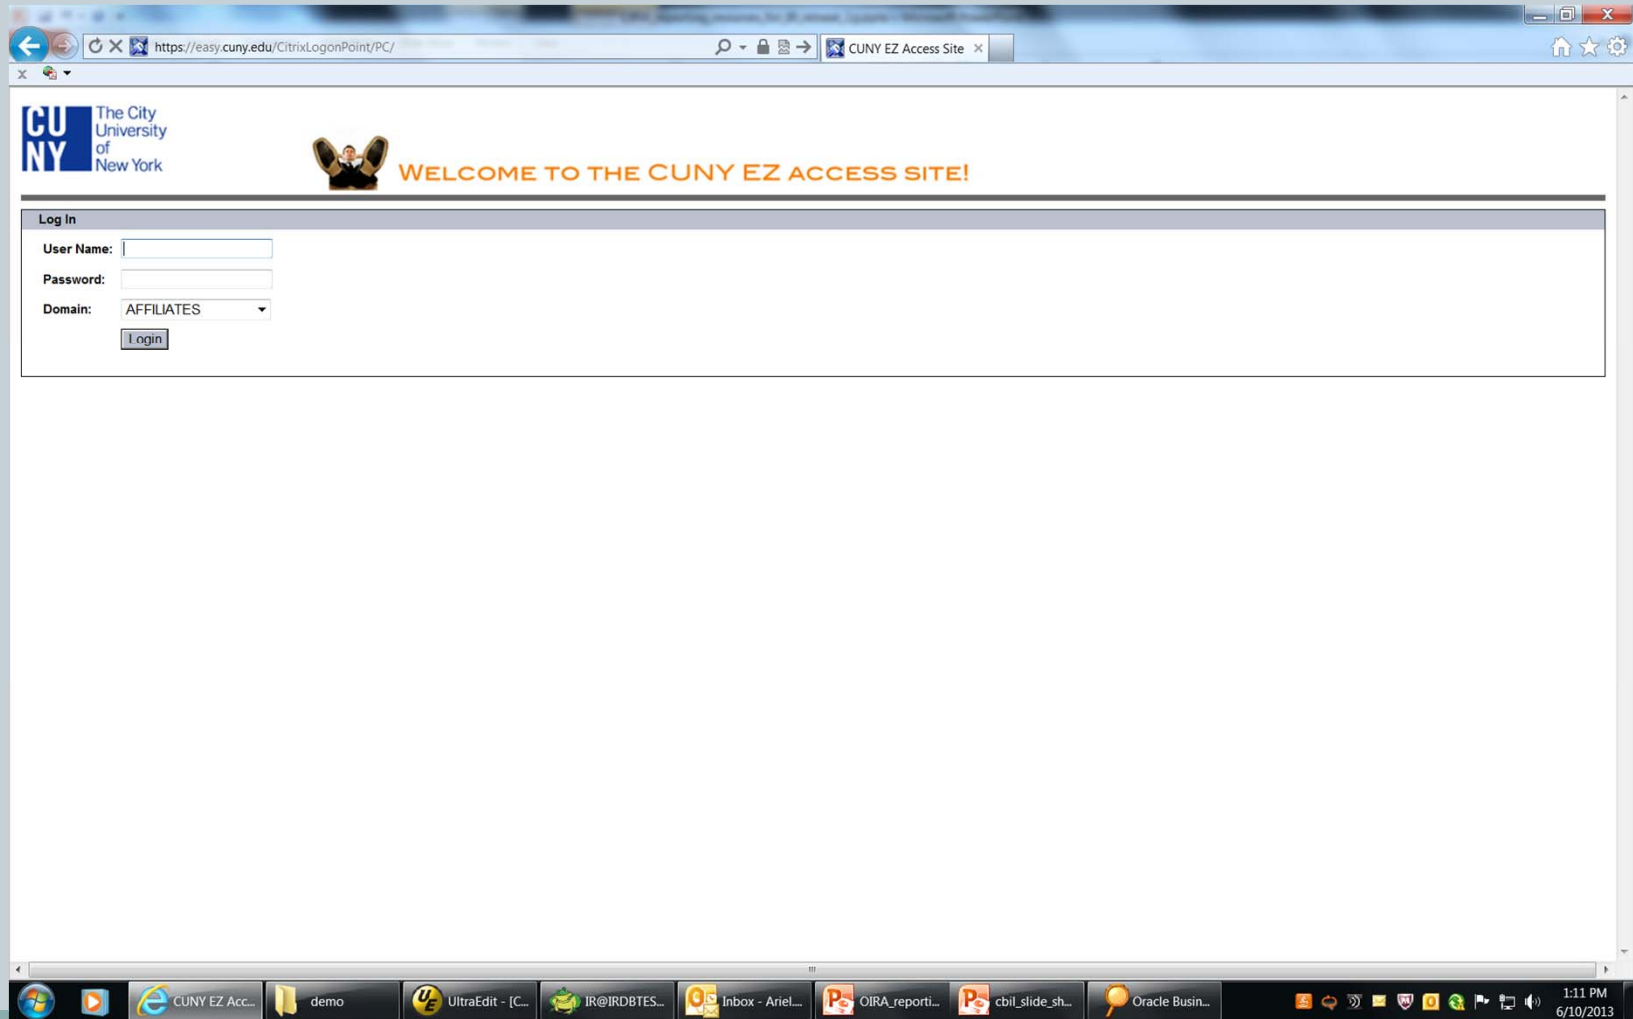 https://easy.cuny.edu/CitrixLogonPoint/PC/
CUNY EZ Access Site
CU
NY
The City
University
of
New York
WELCOME TO THE CUNY EZ ACCESS SITE!
Log In
User Name:
Password:
Domain:
AFFILIATES
Login
CUNY EZ Acc...
demo
UltraEdit - [C...
IR@IRDBTES...
Inbox - Ariel....
OIRA_reporti...
cbil_slide_sh...
Oracle Busin...
1:11 PM
6/10/2013